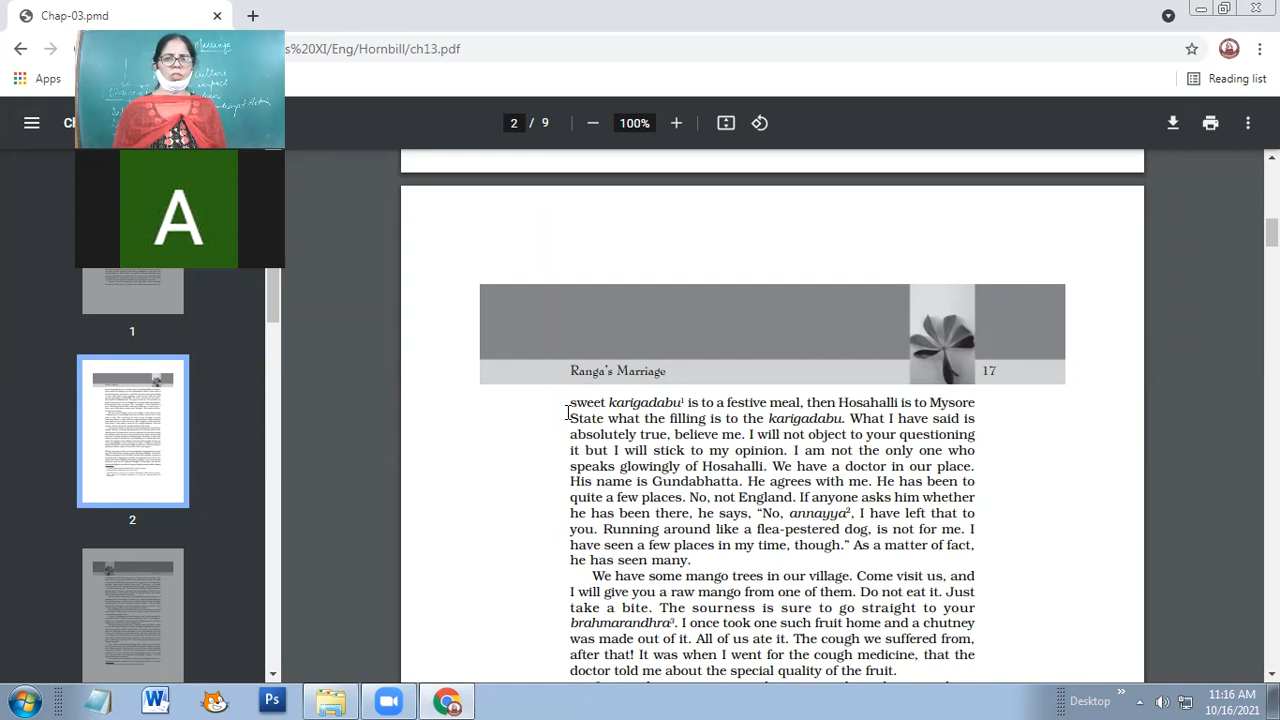 Chap-03.pmd
s%20XI/Eng/Hornbill/ch13.pdf
Apps
Reading list
Marriage
Culture
impact
Ch
2 / 9
100%
A
1
2
Ranga's Marriage 17
karigadabu¹ is to a festive meal, then Hosahalli is to Mysore
what the filling is to the karigadabu. What I have said is
absolutely true, believe me. I will not object to your questioning
it but I will stick to my opinion. I am not the only one who
speaks glowingly of Hosahalli. We have a doctor in our place.
His name is Gundabhatta. He agrees with me. He has been to
quite a few places. No, not England. If anyone asks him whether
he has been there, he says, “No, annayya², I have left that to
you. Running around like a flea-pestered dog, is not for me. I
have seen a few places in my time, though.” As a matter of fact,
he has seen many.
We have some mango trees in our village. Come visit us, and
I will give you a raw mango from one of them. Do not eat it. Just
take a bite. The sourness is sure to go straight to your
brahmarandhra³. I once took one such fruit home and a chutney
was made out of it. All of us ate it. The cough we suffered from,
after that! It was when I went for the cough medicine, that the
doctor told me about the special quality of the fruit.
W
Ps
Desktop
11:16 AM
10/16/2021